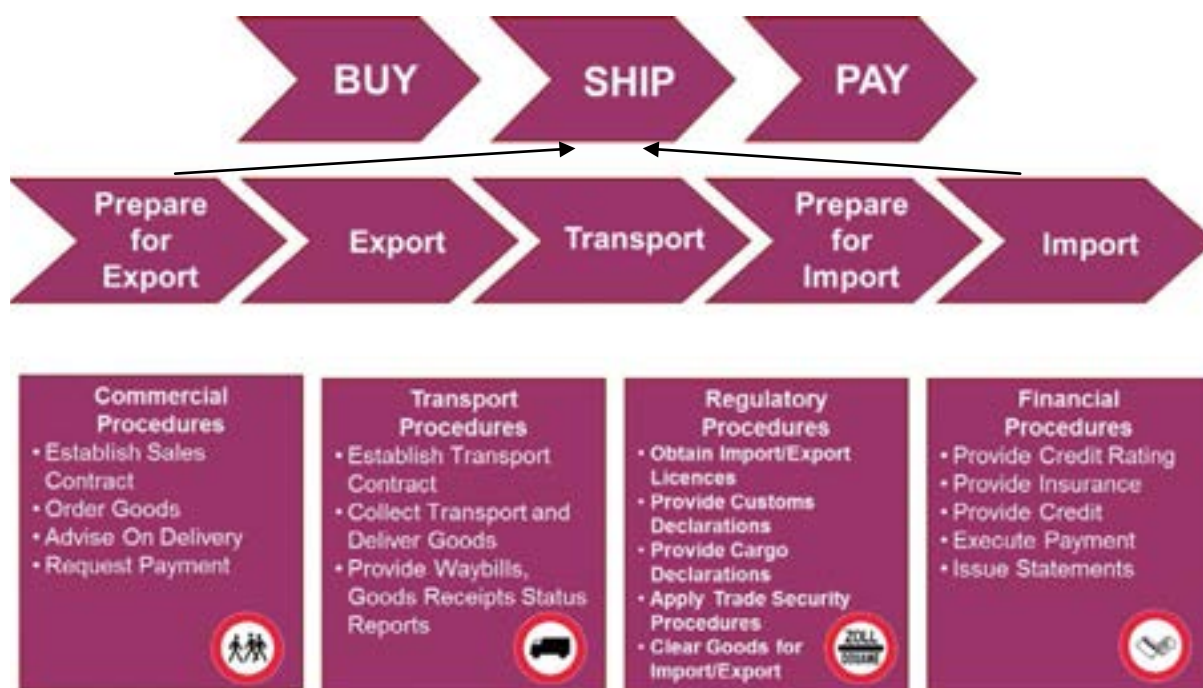 BUY
SHIP
PAY
Prepare
for
Export
Export
Transport
Prepare
for
Import
Import
Commercial
Procedures
• Establish Sales
Contract
• Order Goods
• Advise On Delivery
• Request Payment
Transport
Procedures
• Establish Transport
Contract
• Collect Transport and
Deliver Goods
• Provide Waybills,
Goods Receipts Status
Reports
Regulatory
Procedures
• Obtain Import/Export
Licences
• Provide Customs
Declarations
• Provide Cargo
Declarations
• Apply Trade Security
Procedures
• Clear Goods for
Import/Export
ZOLL
DOUANE
Financial
Procedures
• Provide Credit Rating
• Provide Insurance
• Provide Credit
• Execute Payment
• Issue Statements